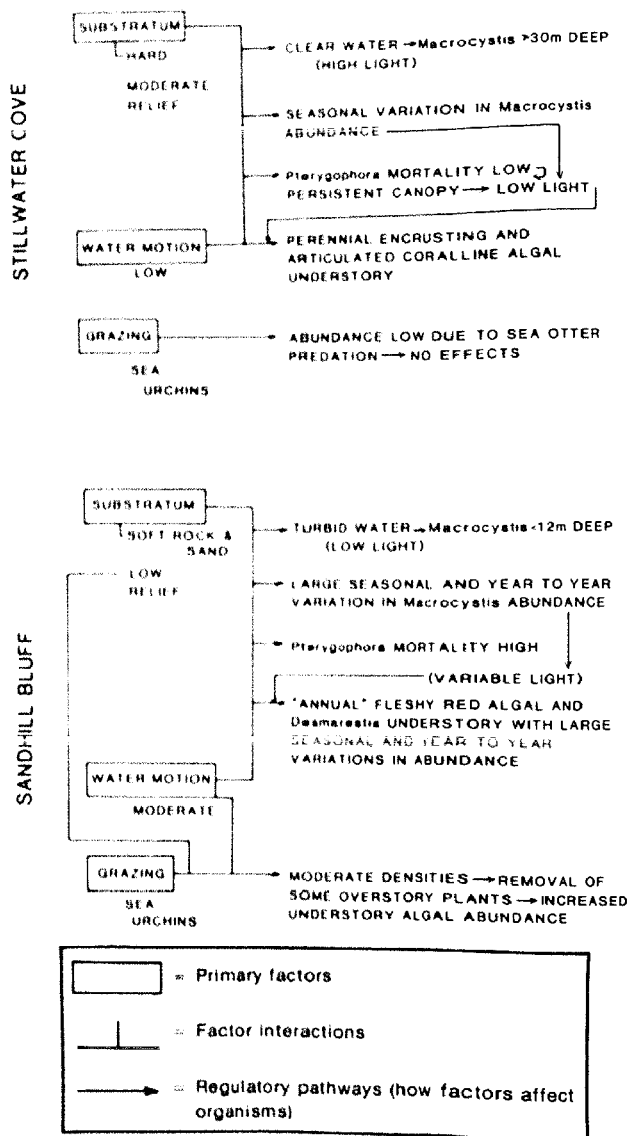 STILLWATER COVE
SUBSTRATUM
HARD
MODERATE
RELIEF
CLEAR WATER → Macrocystis >30m DEEP
(HIGH LIGHT)
SEASONAL VARIATION IN Macrocystis
ABUNDANCE
Pterygophora MORTALITY LOW
PERSISTENT CANOPY → LOW LIGHT
WATER MOTION
LOW
PERENNIAL ENCRUSTING AND
ARTICULATED CORALLINE ALGAL
UNDERSTORY
GRAZING
SEA
URCHINS
ABUNDANCE LOW DUE TO SEA OTTER
PREDATION → NO EFFECTS
SANDHILL BLUFF
SUBSTRATUM
SOFT ROCK &
SAND
LOW
RELIEF
TURBID WATER → Macrocystis <12m DEEP
(LOW LIGHT)
LARGE SEASONAL AND YEAR TO YEAR
VARIATION IN Macrocystis ABUNDANCE
Pterygophora MORTALITY HIGH
(VARIABLE LIGHT)
"ANNUAL" FLESHY RED ALGAL AND
Desmarestia UNDERSTORY WITH LARGE
SEASONAL AND YEAR TO YEAR
VARIATIONS IN ABUNDANCE
WATER MOTION
MODERATE
GRAZING
SEA
URCHINS
MODERATE DENSITIES → REMOVAL OF
SOME OVERSTORY PLANTS → INCREASED
UNDERSTORY ALGAL ABUNDANCE
= Primary factors
= Factor interactions
= Regulatory pathways (how factors affect
organisms)